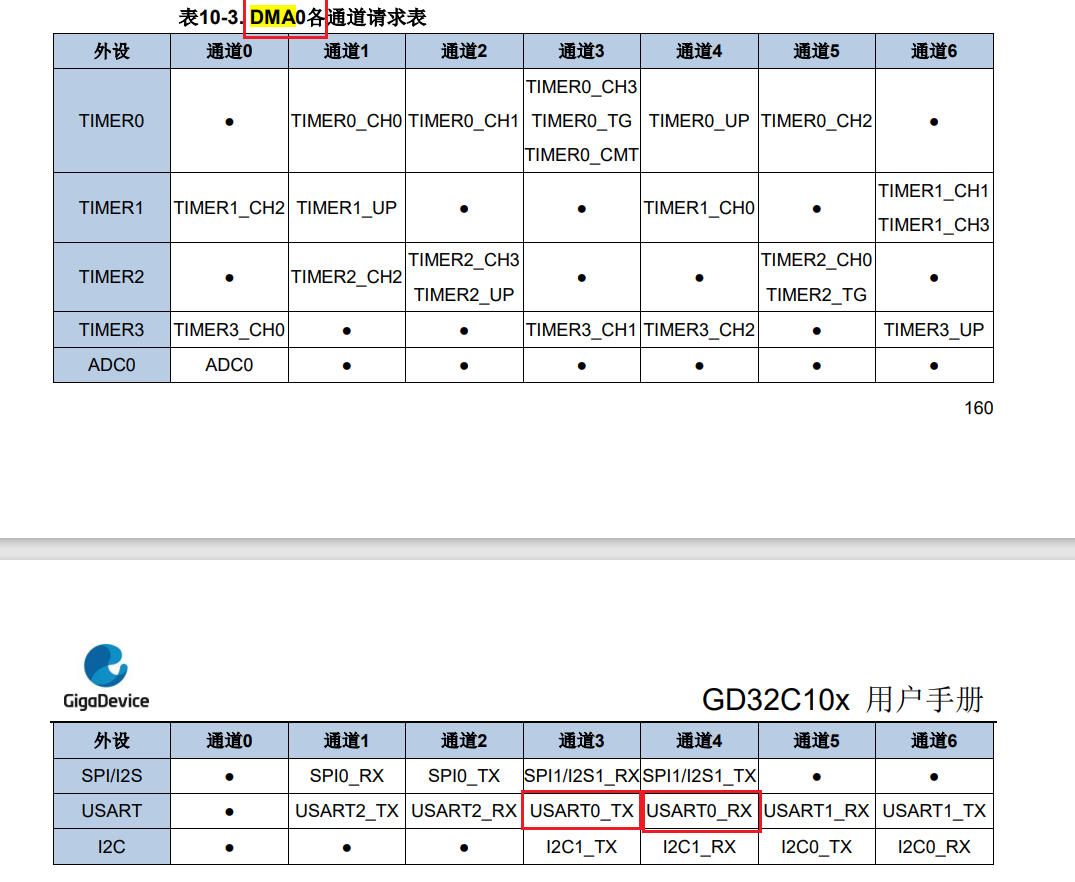 表10-3. DMA0各通道请求表
外设 通道0 通道1 通道2 通道3 通道4 通道5 通道6
TIMER0 ● TIMER0_CH0 TIMER0_CH1 TIMER0_CH3 TIMER0_TG TIMER0_CMT TIMER0_UP TIMER0_CH2 ●
TIMER1 TIMER1_CH2 TIMER1_UP ● ● TIMER1_CH0 ● TIMER1_CH1 TIMER1_CH3
TIMER2 ● TIMER2_CH2 TIMER2_CH3 TIMER2_UP ● ● TIMER2_CH0 TIMER2_TG ●
TIMER3 TIMER3_CH0 ● ● TIMER3_CH1 TIMER3_CH2 ● TIMER3_UP
ADC0 ADC0 ● ● ● ● ● ●
160
GigaDevice
GD32C10x 用户手册
外设 通道0 通道1 通道2 通道3 通道4 通道5 通道6
SPI/I2S ● SPI0_RX SPI0_TX SPI1/I2S1_RX SPI1/I2S1_TX ● ●
USART ● USART2_TX USART2_RX USART0_TX USART0_RX USART1_RX USART1_TX
I2C ● ● ● I2C1_TX I2C1_RX I2C0_TX I2C0_RX